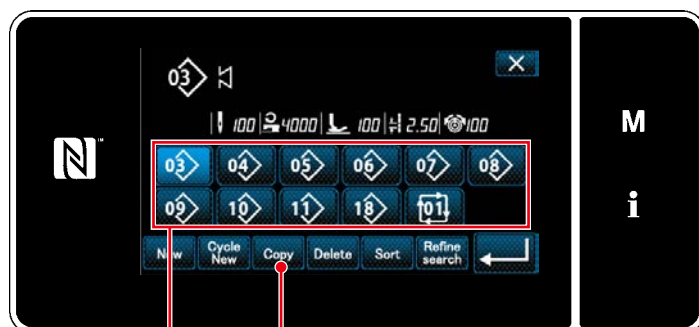 03
100 4000 100 2.50 100
03 04 05 06 07 08
09 10 11 18 01
New Cycle New Copy Delete Sort Refine search
N™
M
i